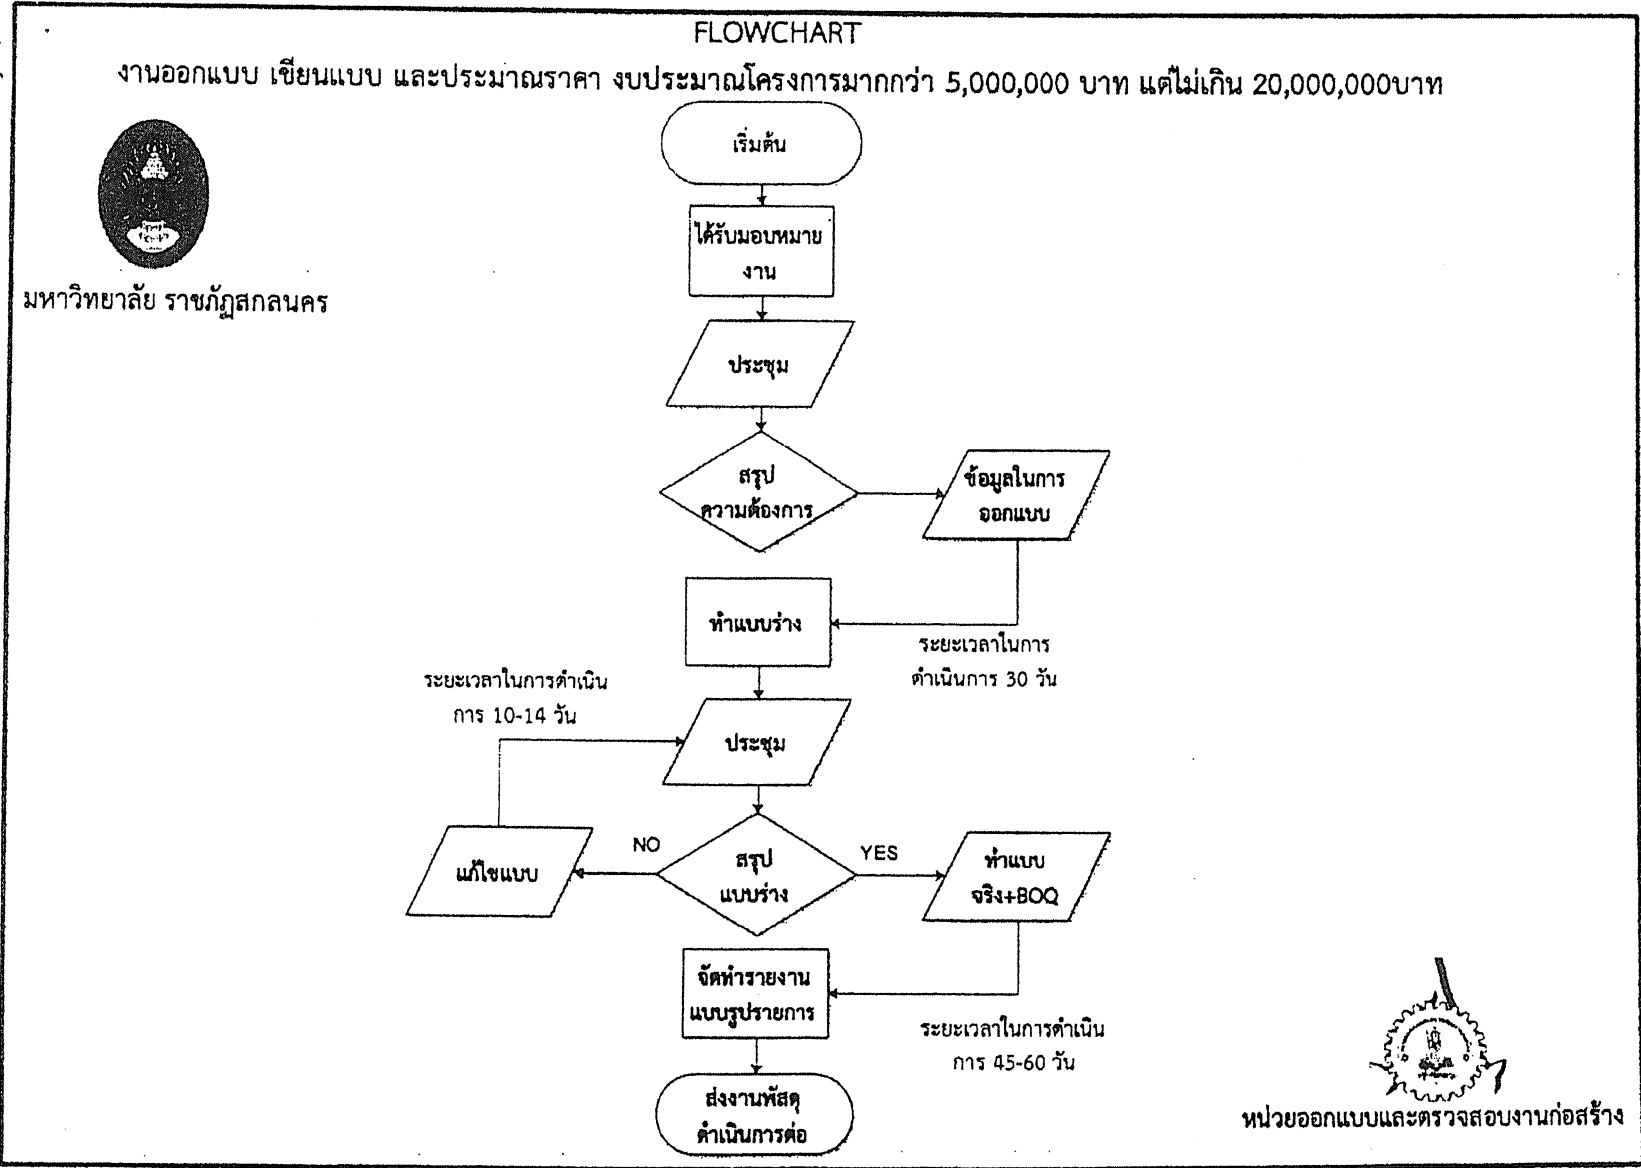 FLOWCHART
งานออกแบบ เขียนแบบ และประมาณราคา งบประมาณโครงการมากกว่า 5,000,000 บาท แต่ไม่เกิน 20,000,000บาท
เริ่มต้น
มหาวิทยาลัย ราชภัฏสกลนคร
ได้รับมอบหมาย
งาน
ประชุม
สรุป
ความต้องการ
ข้อมูลในการ
ออกแบบ
ทำแบบร่าง
ระยะเวลาในการ
ดำเนินการ 30 วัน
ระยะเวลาในการดำเนิน
การ 10-14 วัน
ประชุม
NO
YES
แก้ไขแบบ
สรุป
แบบร่าง
ทำแบบ
จริง+BOQ
จัดทำรายงาน
แบบรูปรายการ
ระยะเวลาในการดำเนิน
การ 45-60 วัน
ส่งงานพัสดุ
ดำเนินการต่อ
หน่วยออกแบบและตรวจสอบงานก่อสร้าง